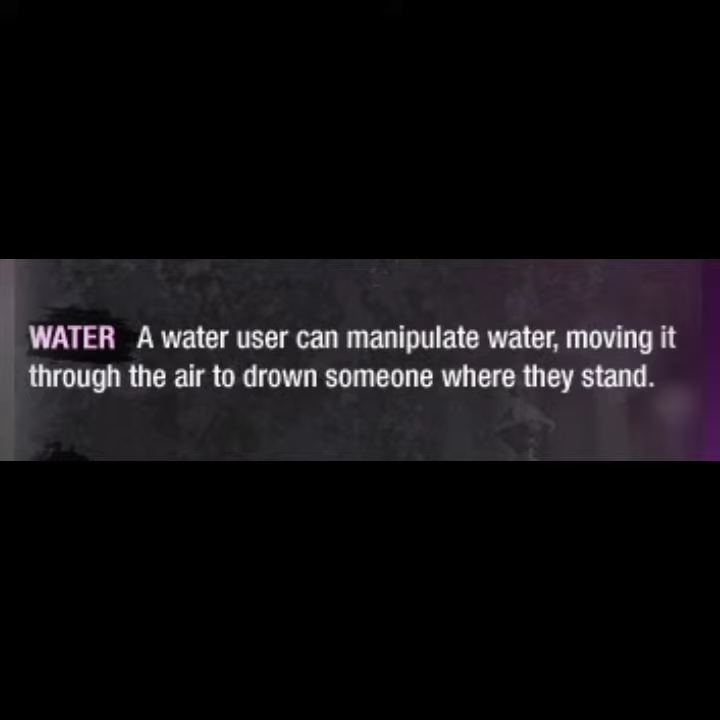 WATER A water user can manipulate water, moving it
through the air to drown someone where they stand.